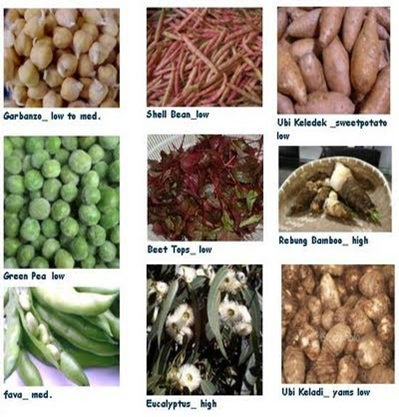 Garbanzo_ low to med.
Shell Bean_low
Ubi Keledek _sweetpotato
low
Green Pea low
Beet Tops_ low
Rebung Bamboo_ high
fava_ med.
Eucalyptus_ high
Ubi Keladi_ yams low